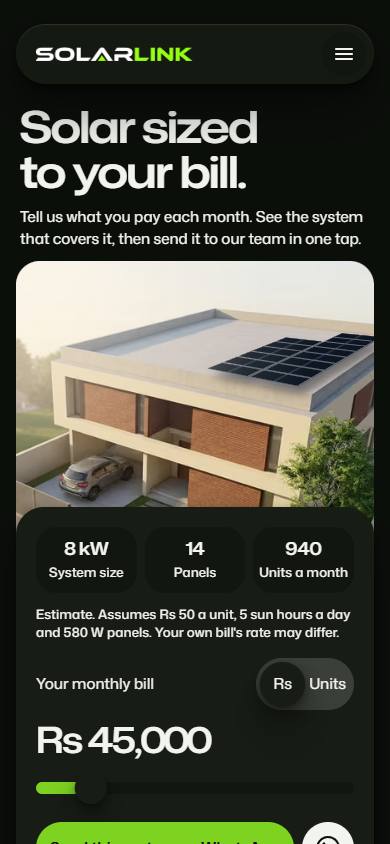 SOLARLINK
Solar sized
to your bill.
Tell us what you pay each month. See the system
that covers it, then send it to our team in one tap.
8 kW
14
940
System size
Panels
Units a month
Estimate. Assumes Rs 50 a unit, 5 sun hours a day
and 580 W panels. Your own bill's rate may differ.
Your monthly bill
Rs
Units
Rs 45,000